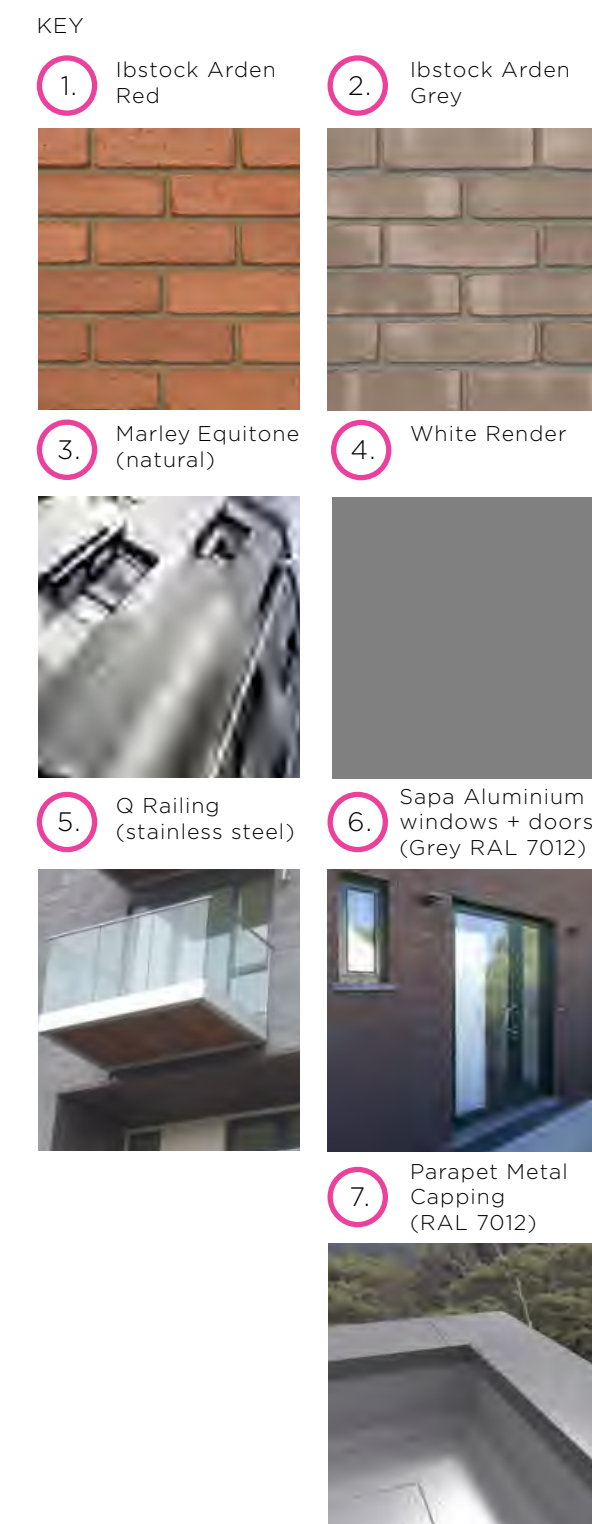 KEY
1.
Ibstock Arden
Red
2.
Ibstock Arden
Grey
3.
Marley Equitone
(natural)
4.
White Render
5.
Q Railing
(stainless steel)
6.
Sapa Aluminium
windows + doors
(Grey RAL 7012)
7.
Parapet Metal
Capping
(RAL 7012)